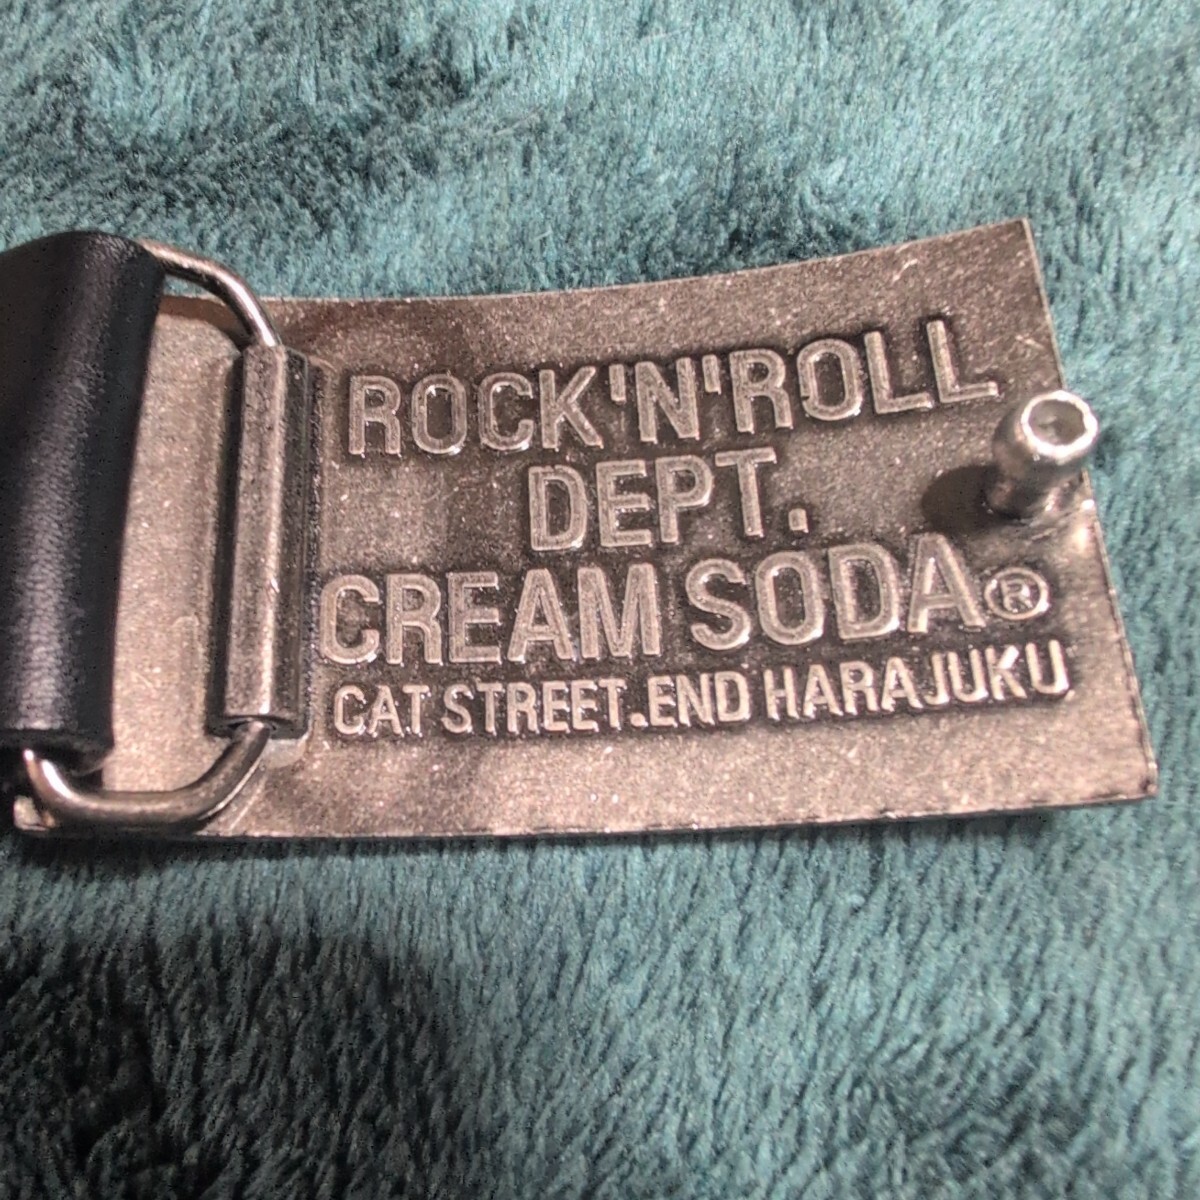 ROCK'N'ROLL
DEPT.
CREAM SODA®
CAT STREET.END HARAJUKU